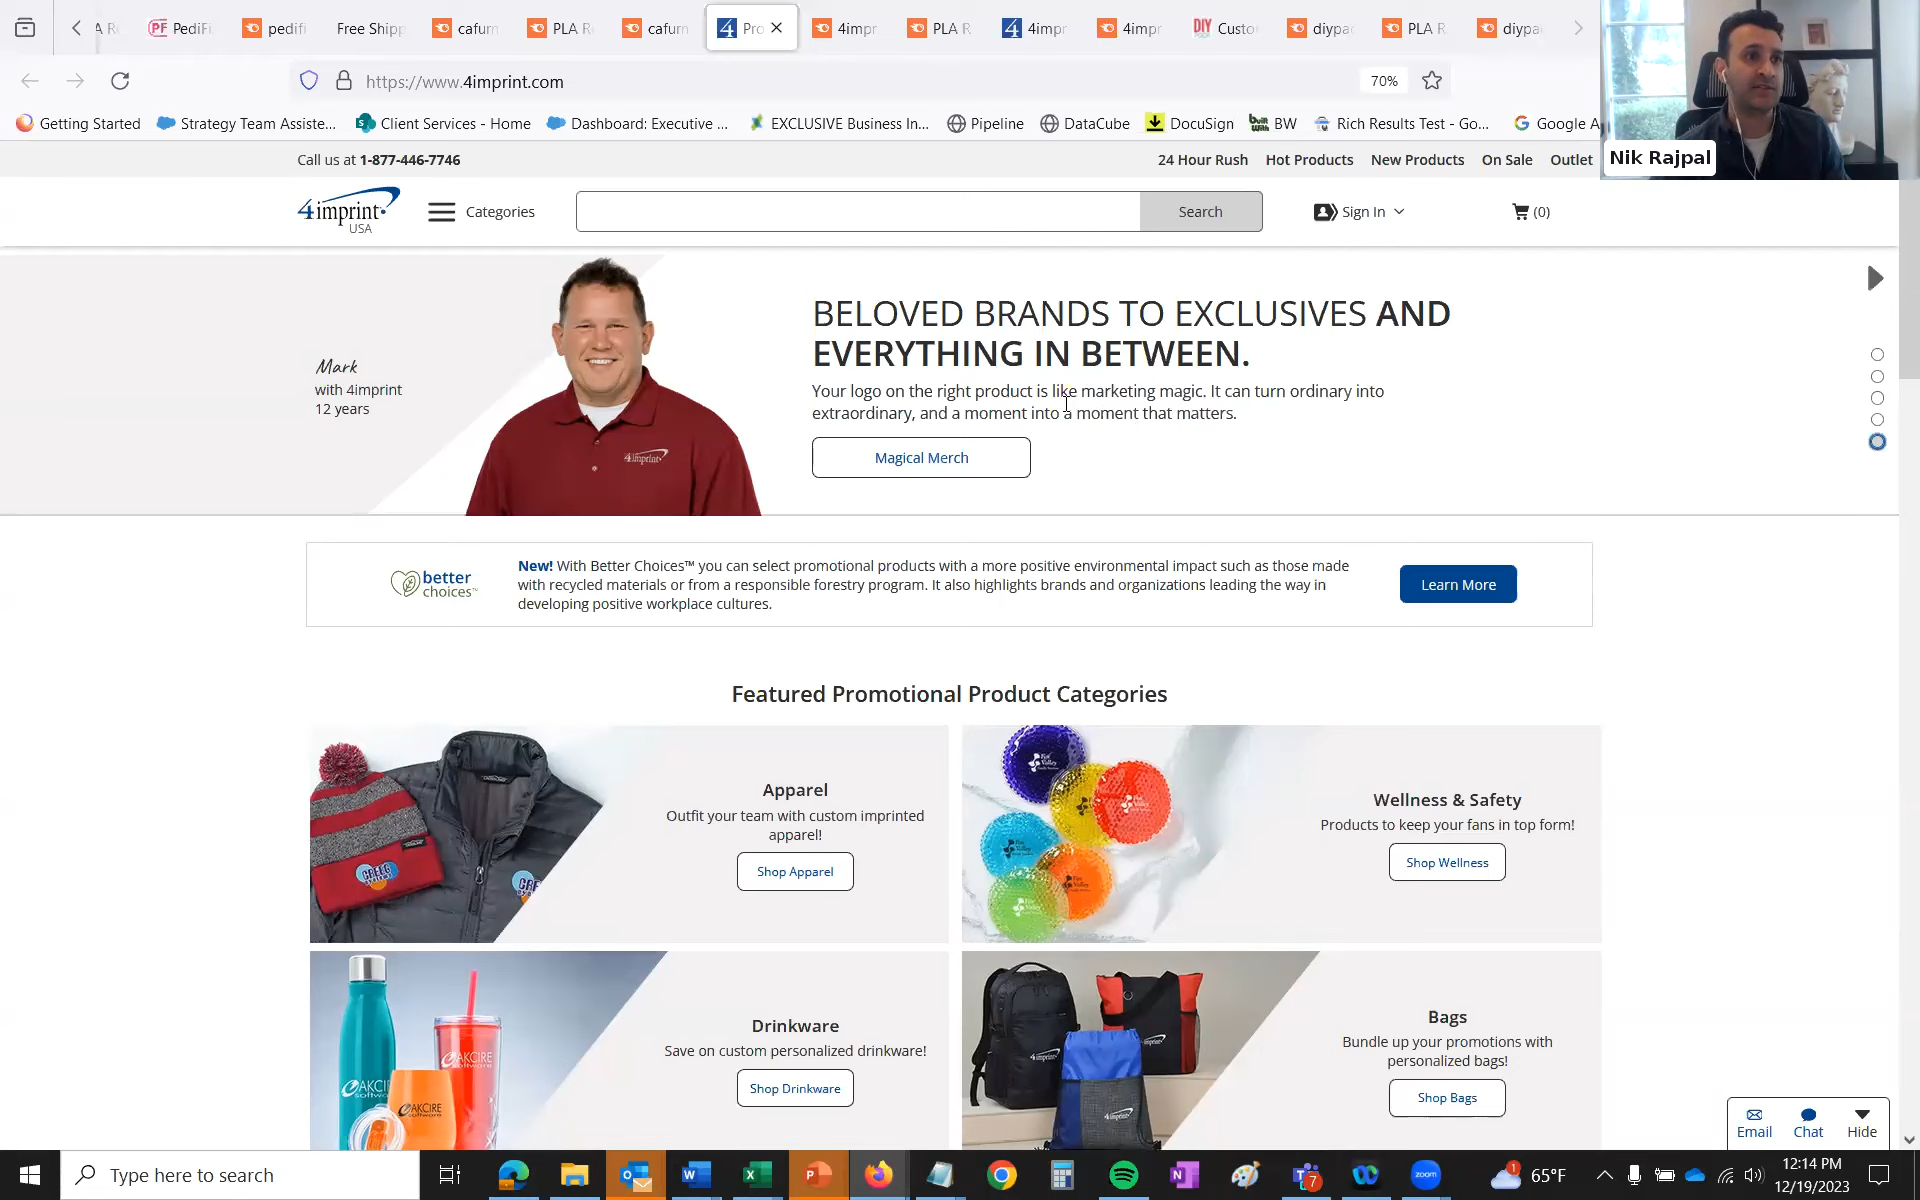 A R
PediFi
pedifi
Free Shipp
cafurn
PLA R
cafurn
Pro
4impr
PLA R
4impr
4impr
DIY
Custo
diypac
PLA R
diypa
https://www.4imprint.com
70%
Getting Started
Strategy Team Assiste...
Client Services - Home
Dashboard: Executive ...
EXCLUSIVE Business In...
Pipeline
DataCube
DocuSign
BW
Rich Results Test - Go...
Google A
Nik Rajpal
Call us at 1-877-446-7746
24 Hour Rush
Hot Products
New Products
On Sale
Outlet
4imprint
USA
Categories
Search
Sign In
(0)
Mark
with 4imprint
12 years
4imprint
BELOVED BRANDS TO EXCLUSIVES AND
EVERYTHING IN BETWEEN.
Your logo on the right product is like marketing magic. It can turn ordinary into
extraordinary, and a moment into a moment that matters.
Magical Merch
better
choices™
New! With Better Choices™ you can select promotional products with a more positive environmental impact such as those made
with recycled materials or from a responsible forestry program. It also highlights brands and organizations leading the way in
developing positive workplace cultures.
Learn More
Featured Promotional Product Categories
Apparel
Outfit your team with custom imprinted
apparel!
Shop Apparel
Wellness & Safety
Products to keep your fans in top form!
Shop Wellness
Drinkware
Save on custom personalized drinkware!
Shop Drinkware
AKCIRE
software
Bags
Bundle up your promotions with
personalized bags!
Shop Bags
4imprint
4imprint
Email
Chat
Hide
Type here to search
7
zoom
1
65°F
12:14 PM
12/19/2023